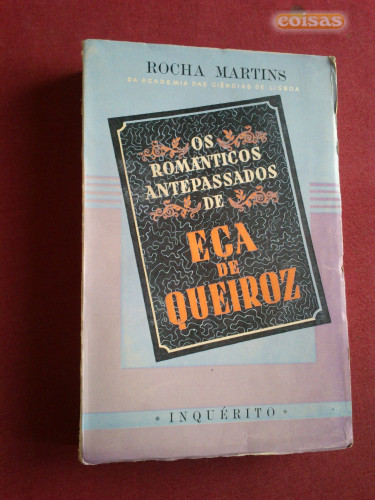 coisas
ROCHA MARTINS
DA ACADEMIA DAS CIÊNCIAS DE LISBOA
OS
ROMÂNTICOS
ANTEPASSADOS
DE
EÇA
DE
QUEIROZ
* INQUÉRITO *